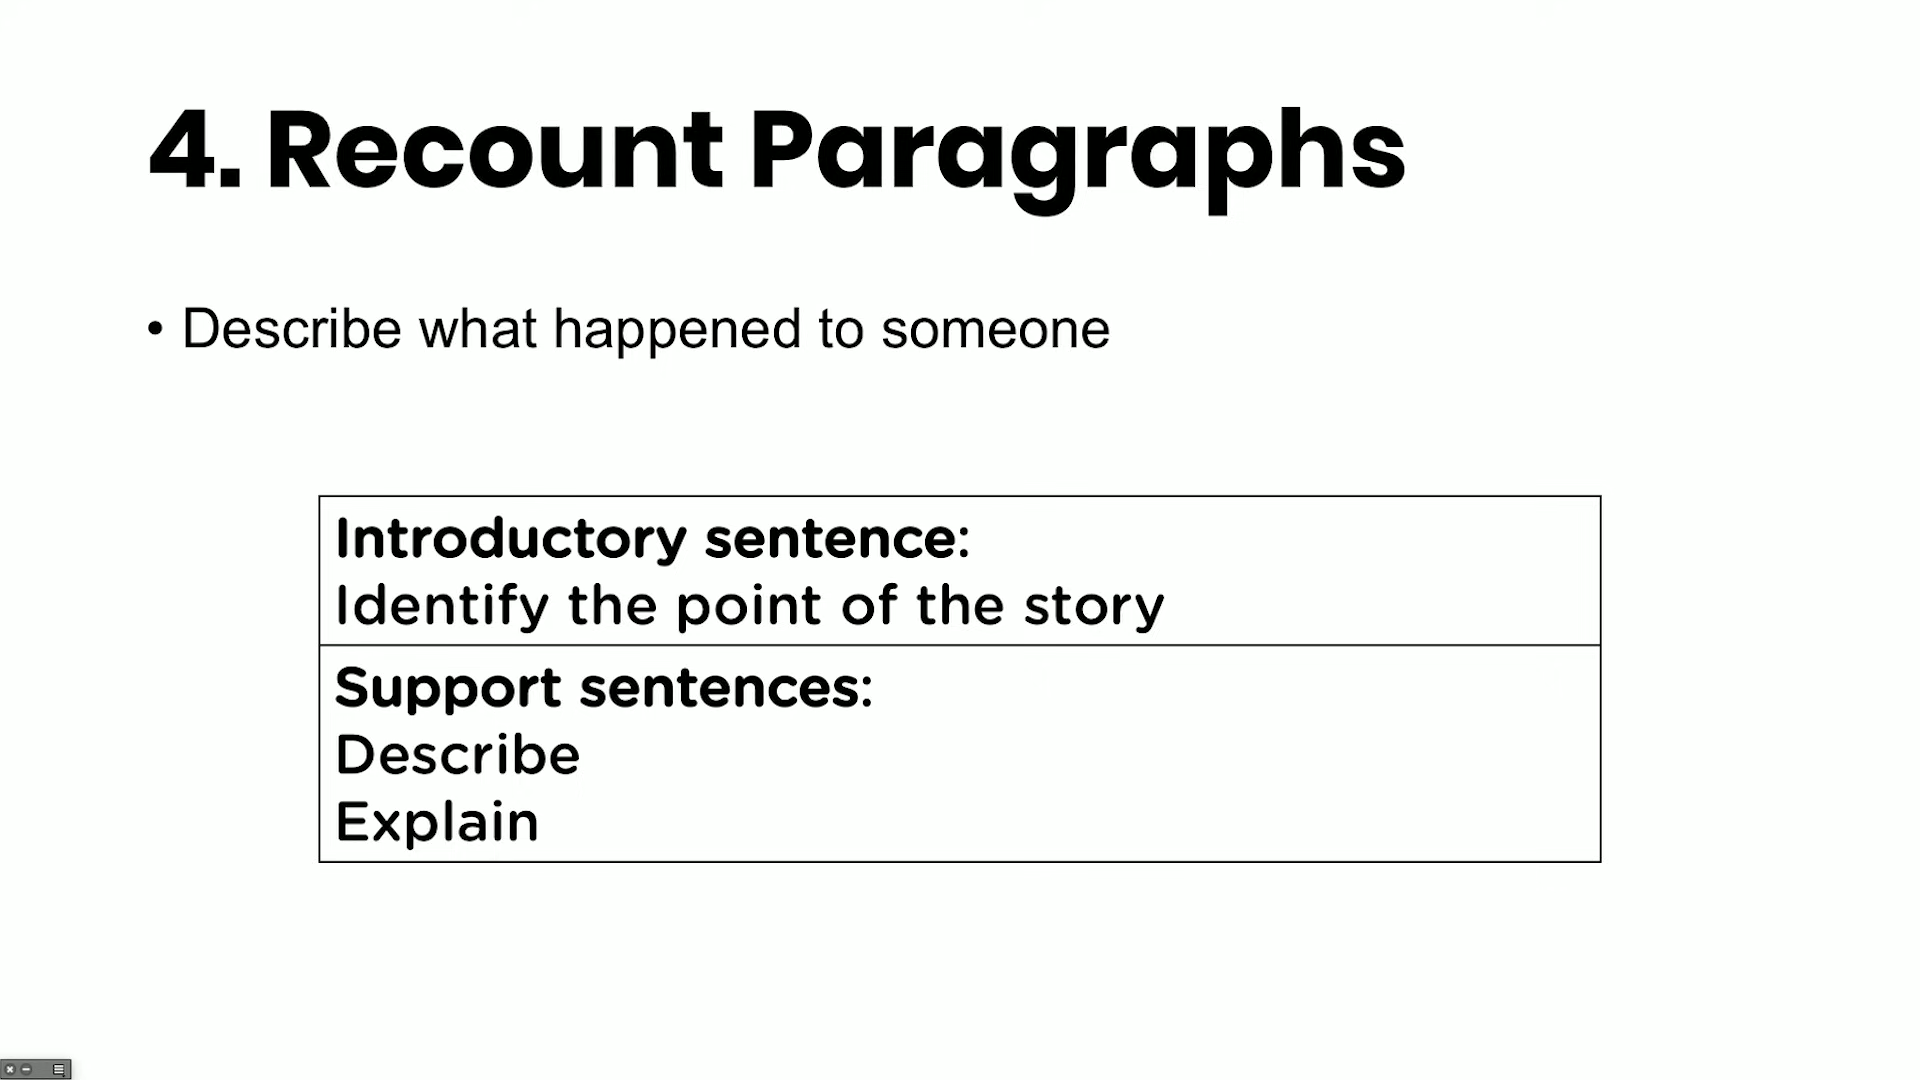 4. Recount Paragraphs
• Describe what happened to someone
Introductory sentence:
Identify the point of the story
Support sentences:
Describe
Explain